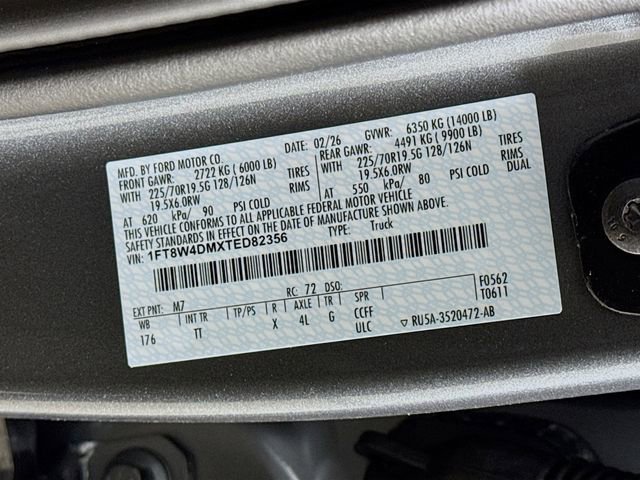 MFD. BY FORD MOTOR CO.
DATE: 02/26 GVWR: 6350 KG (14000 LB)
FRONT GAWR: 2722 KG (6000 LB) REAR GAWR: 4491 KG (9900 LB)
WITH 225/70R19.5G 128/126N TIRES WITH 225/70R19.5G 128/126N TIRES
19.5X6.0RW RIMS 19.5X6.0RW RIMS
AT 620 kPa/ 90 PSI COLD AT 550 kPa/ 80 PSI COLD DUAL
THIS VEHICLE CONFORMS TO ALL APPLICABLE FEDERAL MOTOR VEHICLE
SAFETY STANDARDS IN EFFECT ON THE DATE OF MANUFACTURE SHOWN ABOVE.
VIN: 1FT8W4DMXTED82356 TYPE: Truck
EXT PNT: M7 RC: 72 DSO: F0562
WB INT TR TP/PS R AXLE TR SPR T0611
176 TT X 4L G CCFF
ULC ▽ RU5A-3520472-AB